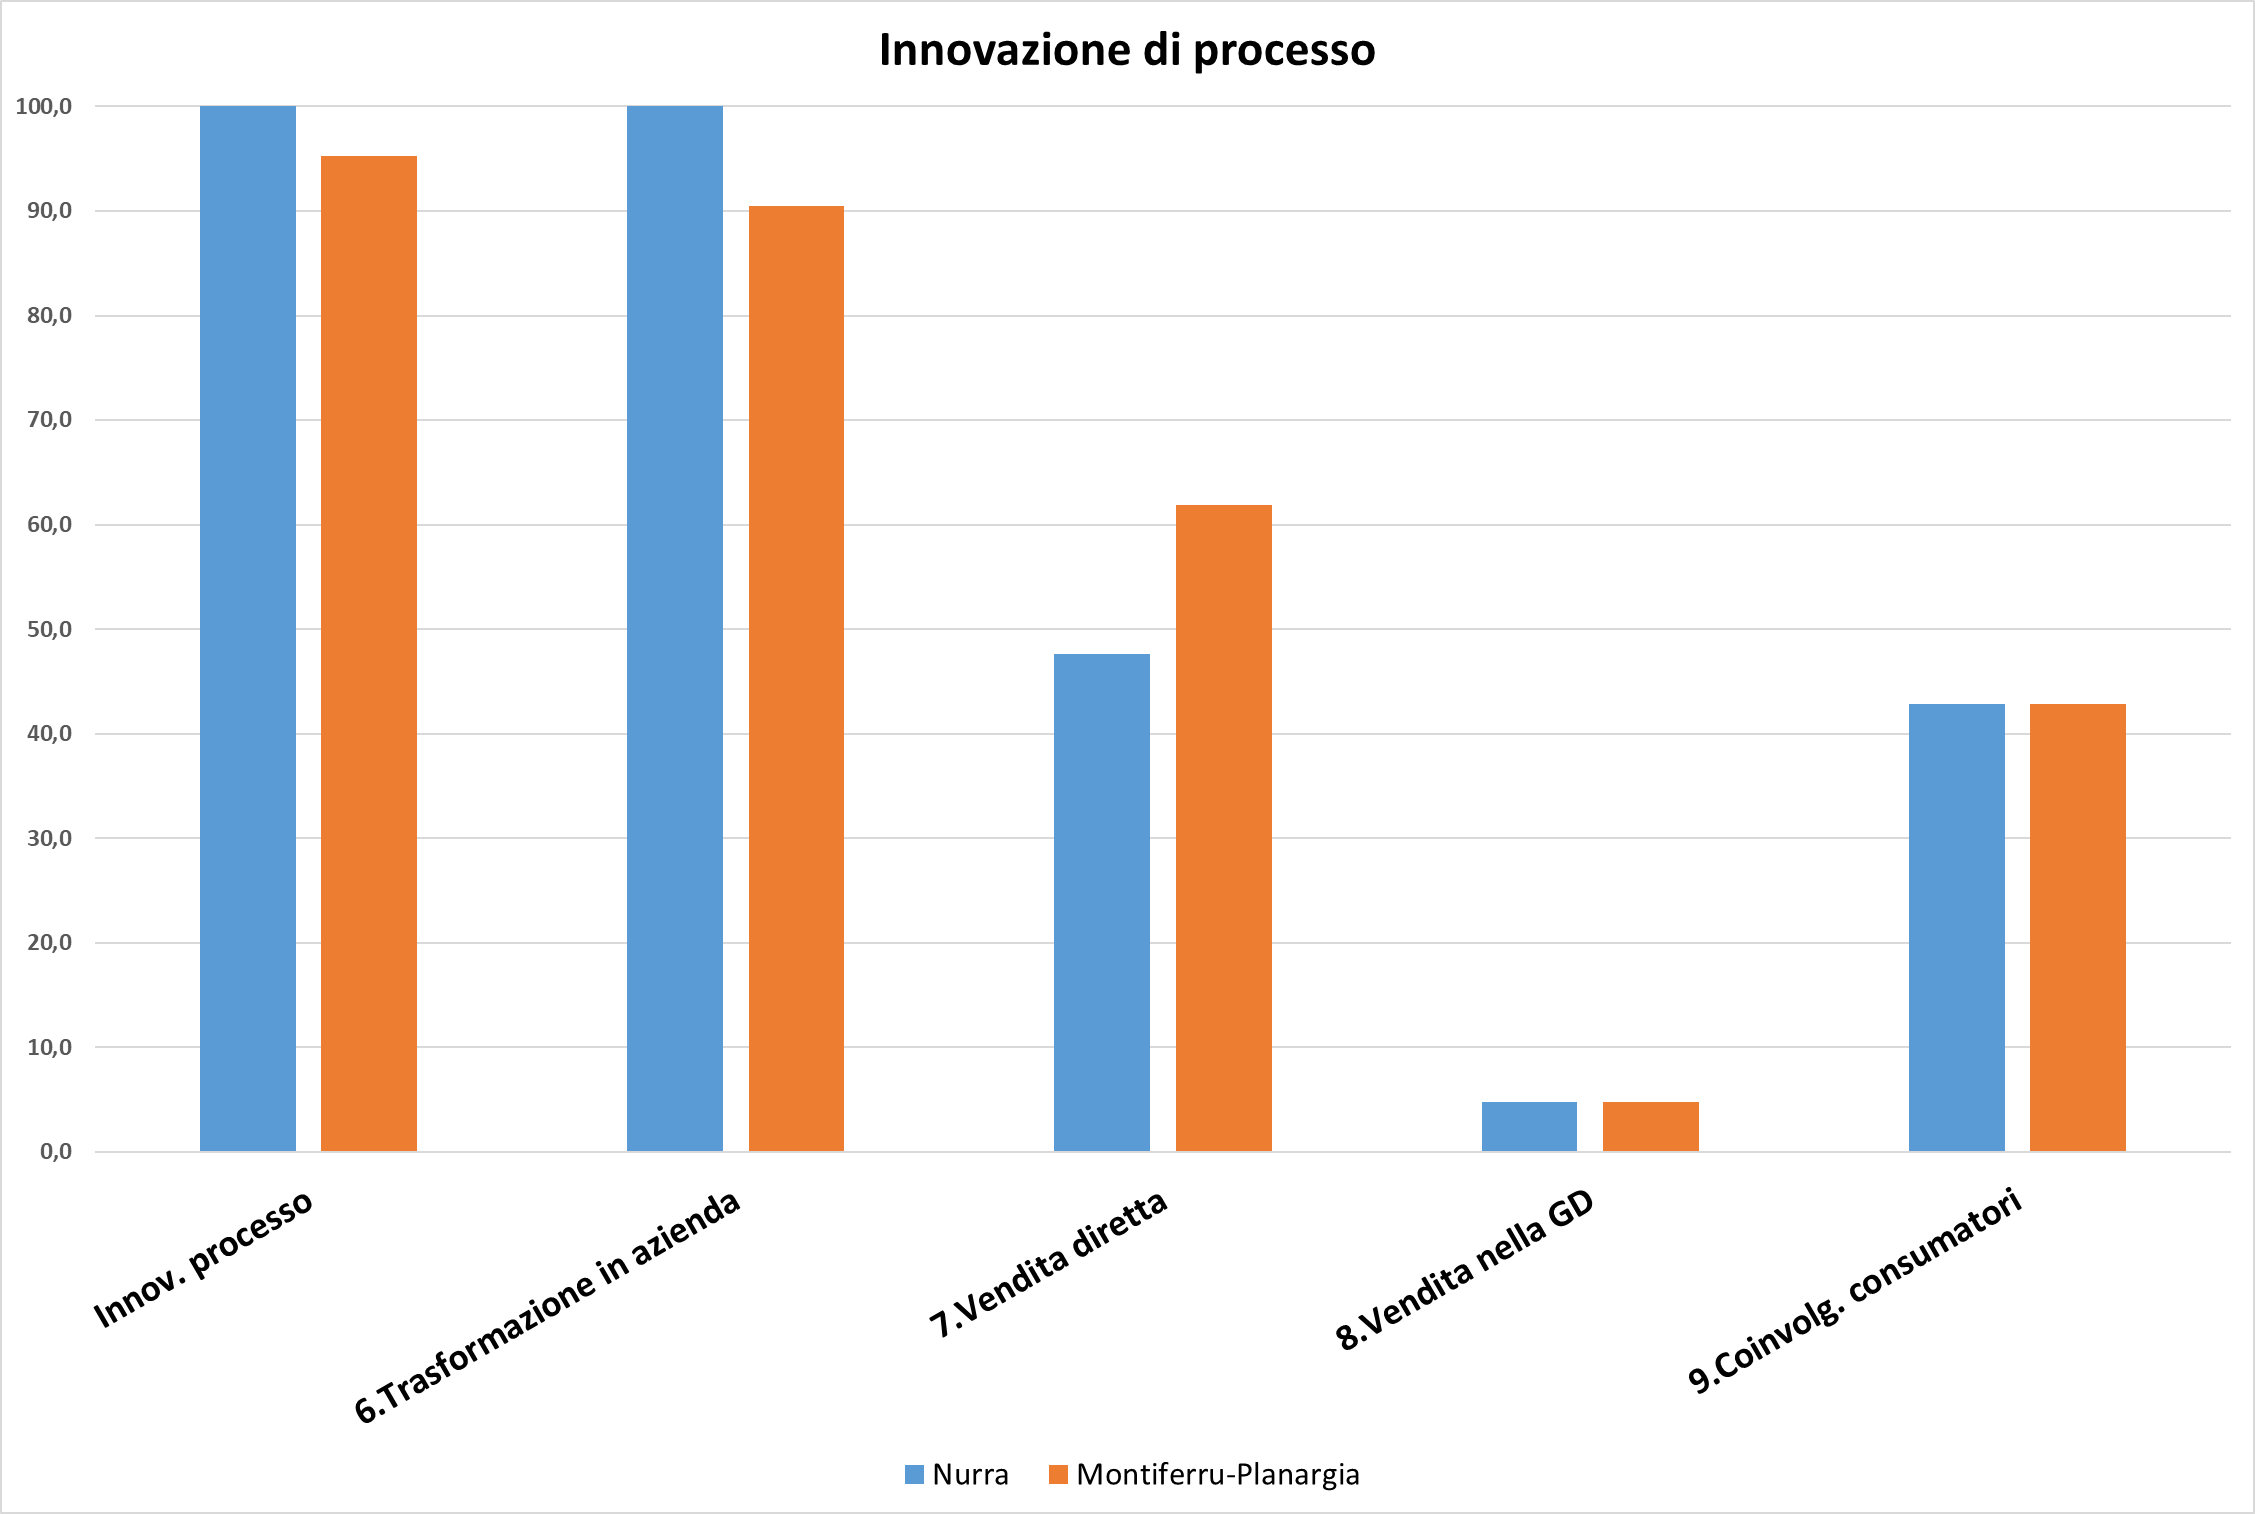 Innovazione di processo
100,0
90,0
80,0
70,0
60,0
50,0
40,0
30,0
20,0
10,0
0,0
Innov. processo
6.Trasformazione in azienda
7.Vendita diretta
8.Vendita nella GD
9.Coinvolg. consumatori
Nurra
Montiferru-Planargia